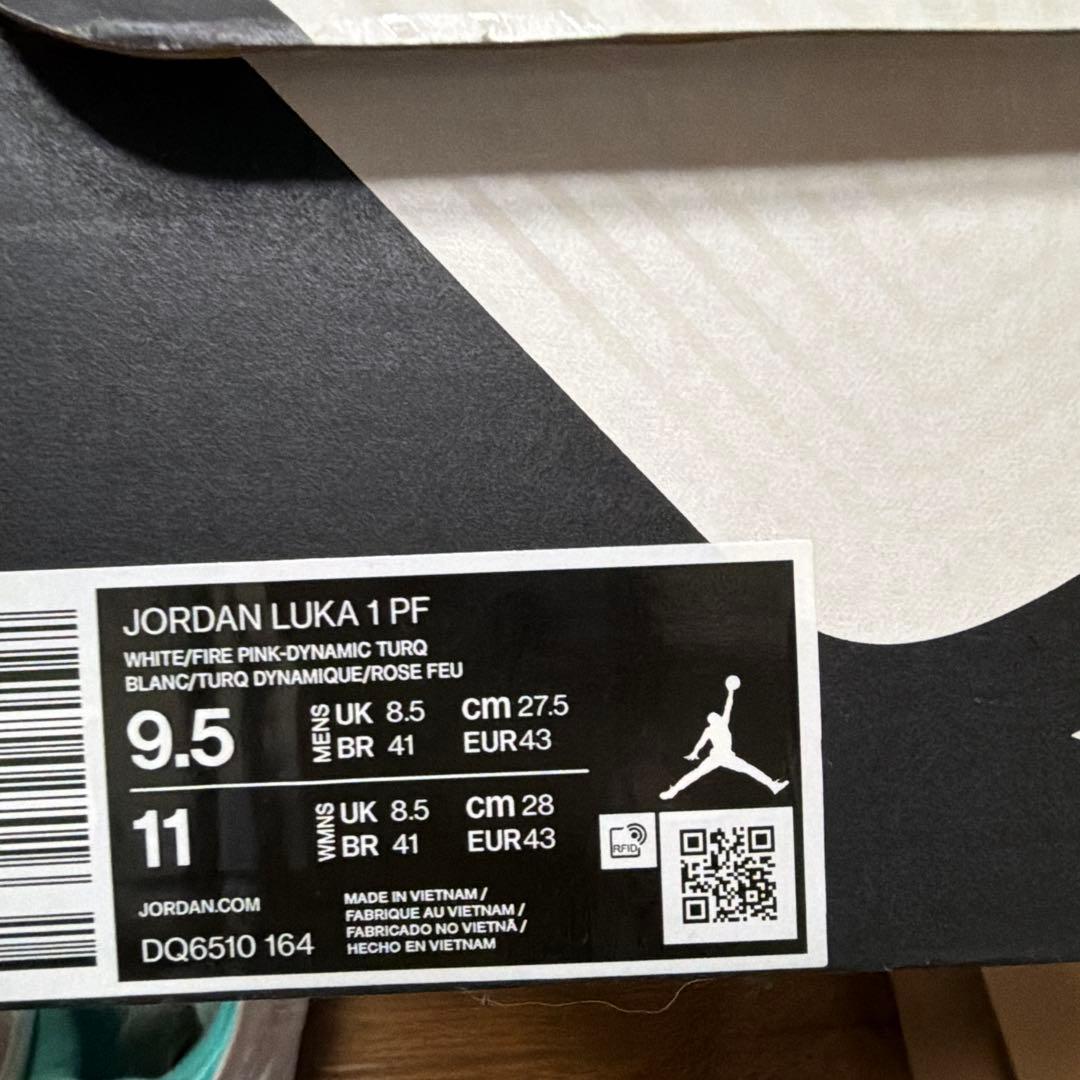 JORDAN LUKA 1 PF
WHITE/FIRE PINK-DYNAMIC TURQ
BLANC/TURQ DYNAMIQUE/ROSE FEU
9.5 MENS UK 8.5 cm 27.5
BR 41 EUR 43
11 WMNS UK 8.5 cm 28
BR 41 EUR 43
RFID
JORDAN.COM
DQ6510 164
MADE IN VIETNAM /
FABRIQUE AU VIETNAM /
FABRICADO NO VIETNÃ /
HECHO EN VIETNAM